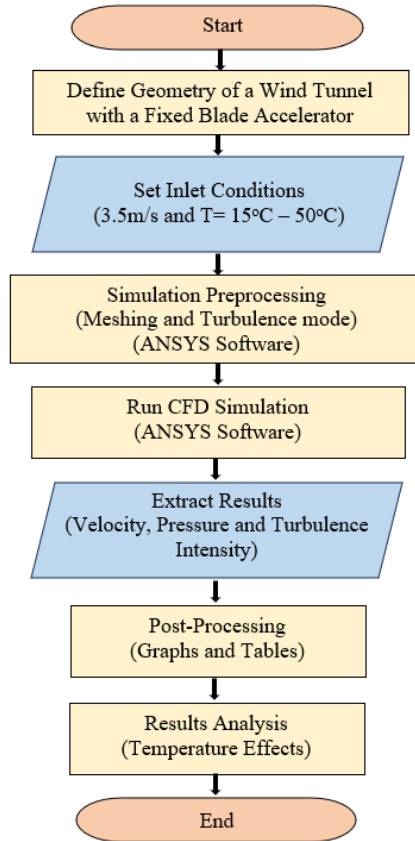 Start
Define Geometry of a Wind Tunnel
with a Fixed Blade Accelerator
Set Inlet Conditions
(3.5m/s and T= 15°C – 50°C)
Simulation Preprocessing
(Meshing and Turbulence mode)
(ANSYS Software)
Run CFD Simulation
(ANSYS Software)
Extract Results
(Velocity, Pressure and Turbulence
Intensity)
Post-Processing
(Graphs and Tables)
Results Analysis
(Temperature Effects)
End